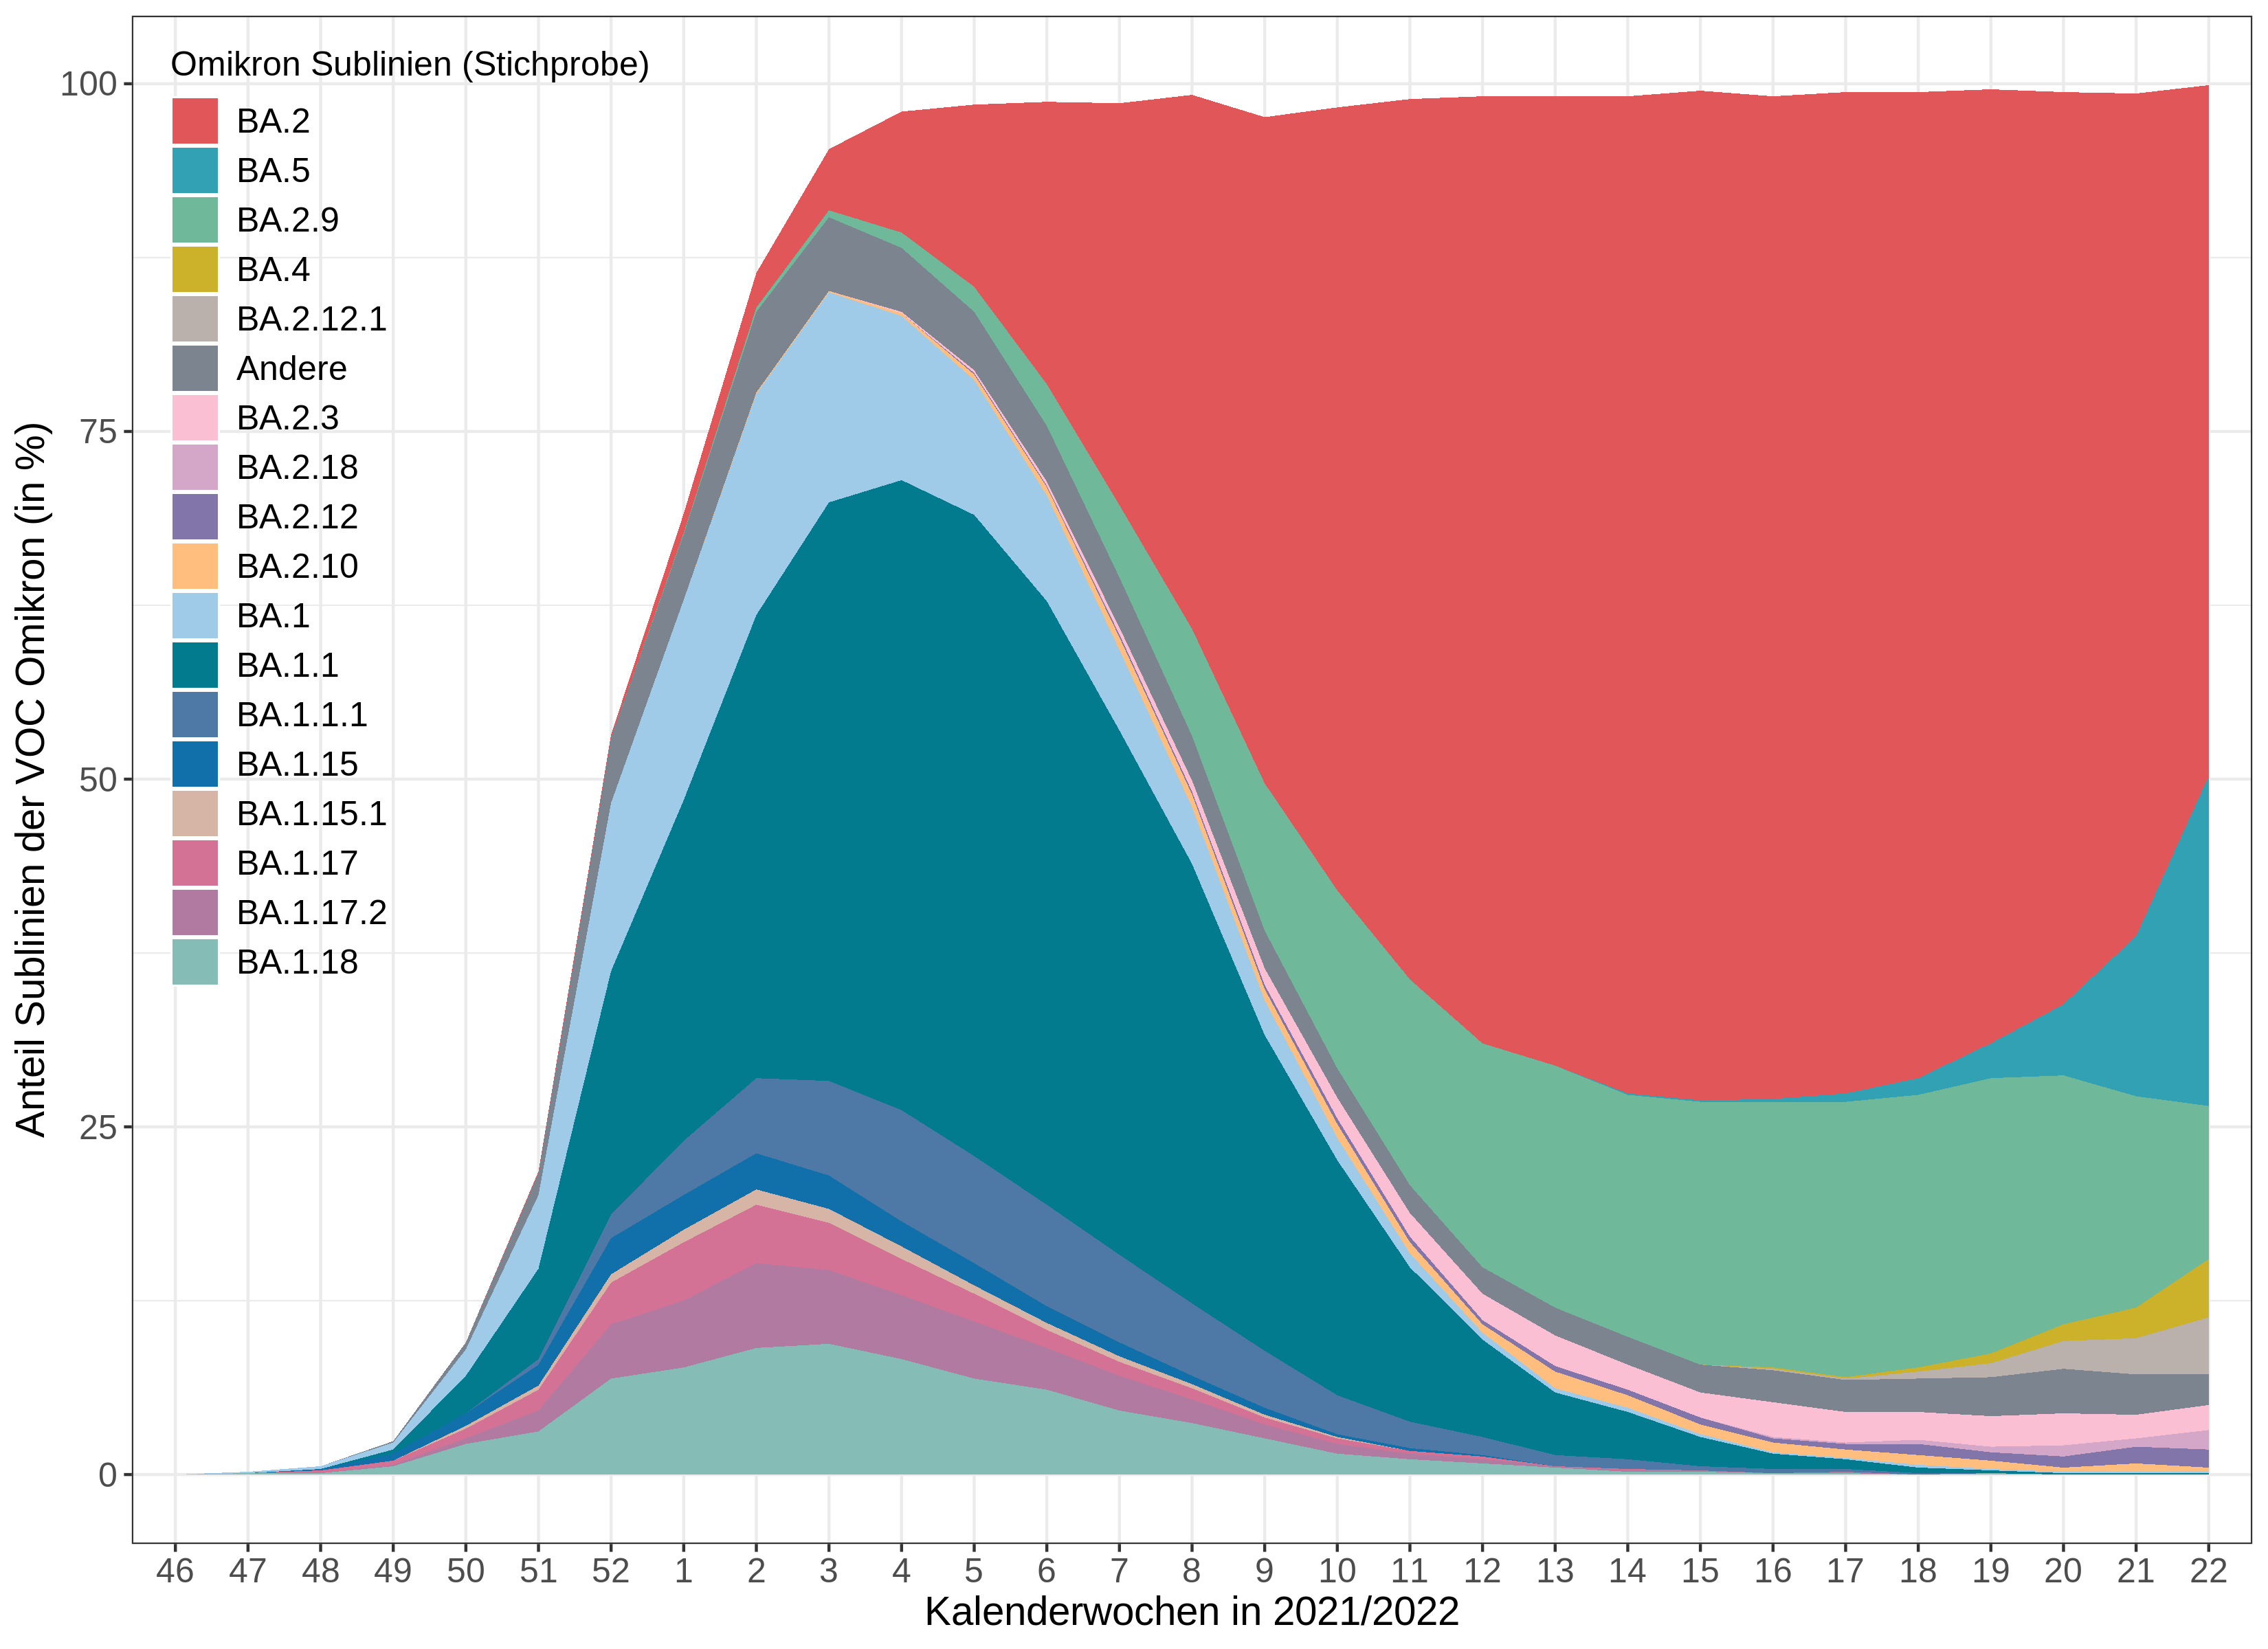 Omikron Sublinien (Stichprobe)
BA.2
BA.5
BA.2.9
BA.4
BA.2.12.1
Andere
BA.2.3
BA.2.18
BA.2.12
BA.2.10
BA.1
BA.1.1
BA.1.1.1
BA.1.15
BA.1.15.1
BA.1.17
BA.1.17.2
BA.1.18
Anteil Sublinien der VOC Omikron (in %)
100
75
50
25
0
46 47 48 49 50 51 52 1 2 3 4 5 6 7 8 9 10 11 12 13 14 15 16 17 18 19 20 21 22
Kalenderwochen in 2021/2022